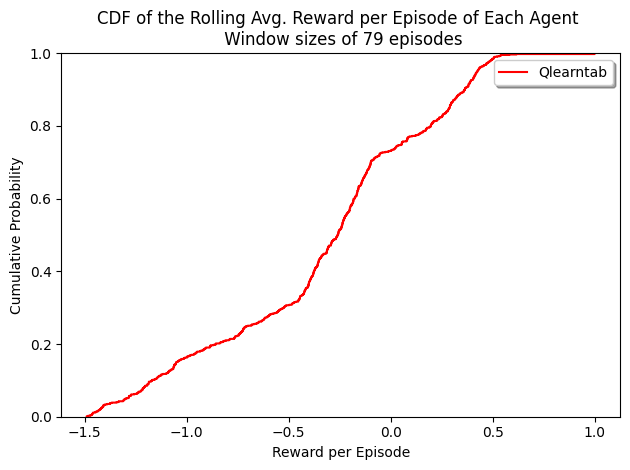 CDF of the Rolling Avg. Reward per Episode of Each Agent
Window sizes of 79 episodes
Qlearntab
Cumulative Probability
1.0
0.8
0.6
0.4
0.2
0.0
−1.5 −1.0 −0.5 0.0 0.5 1.0
Reward per Episode